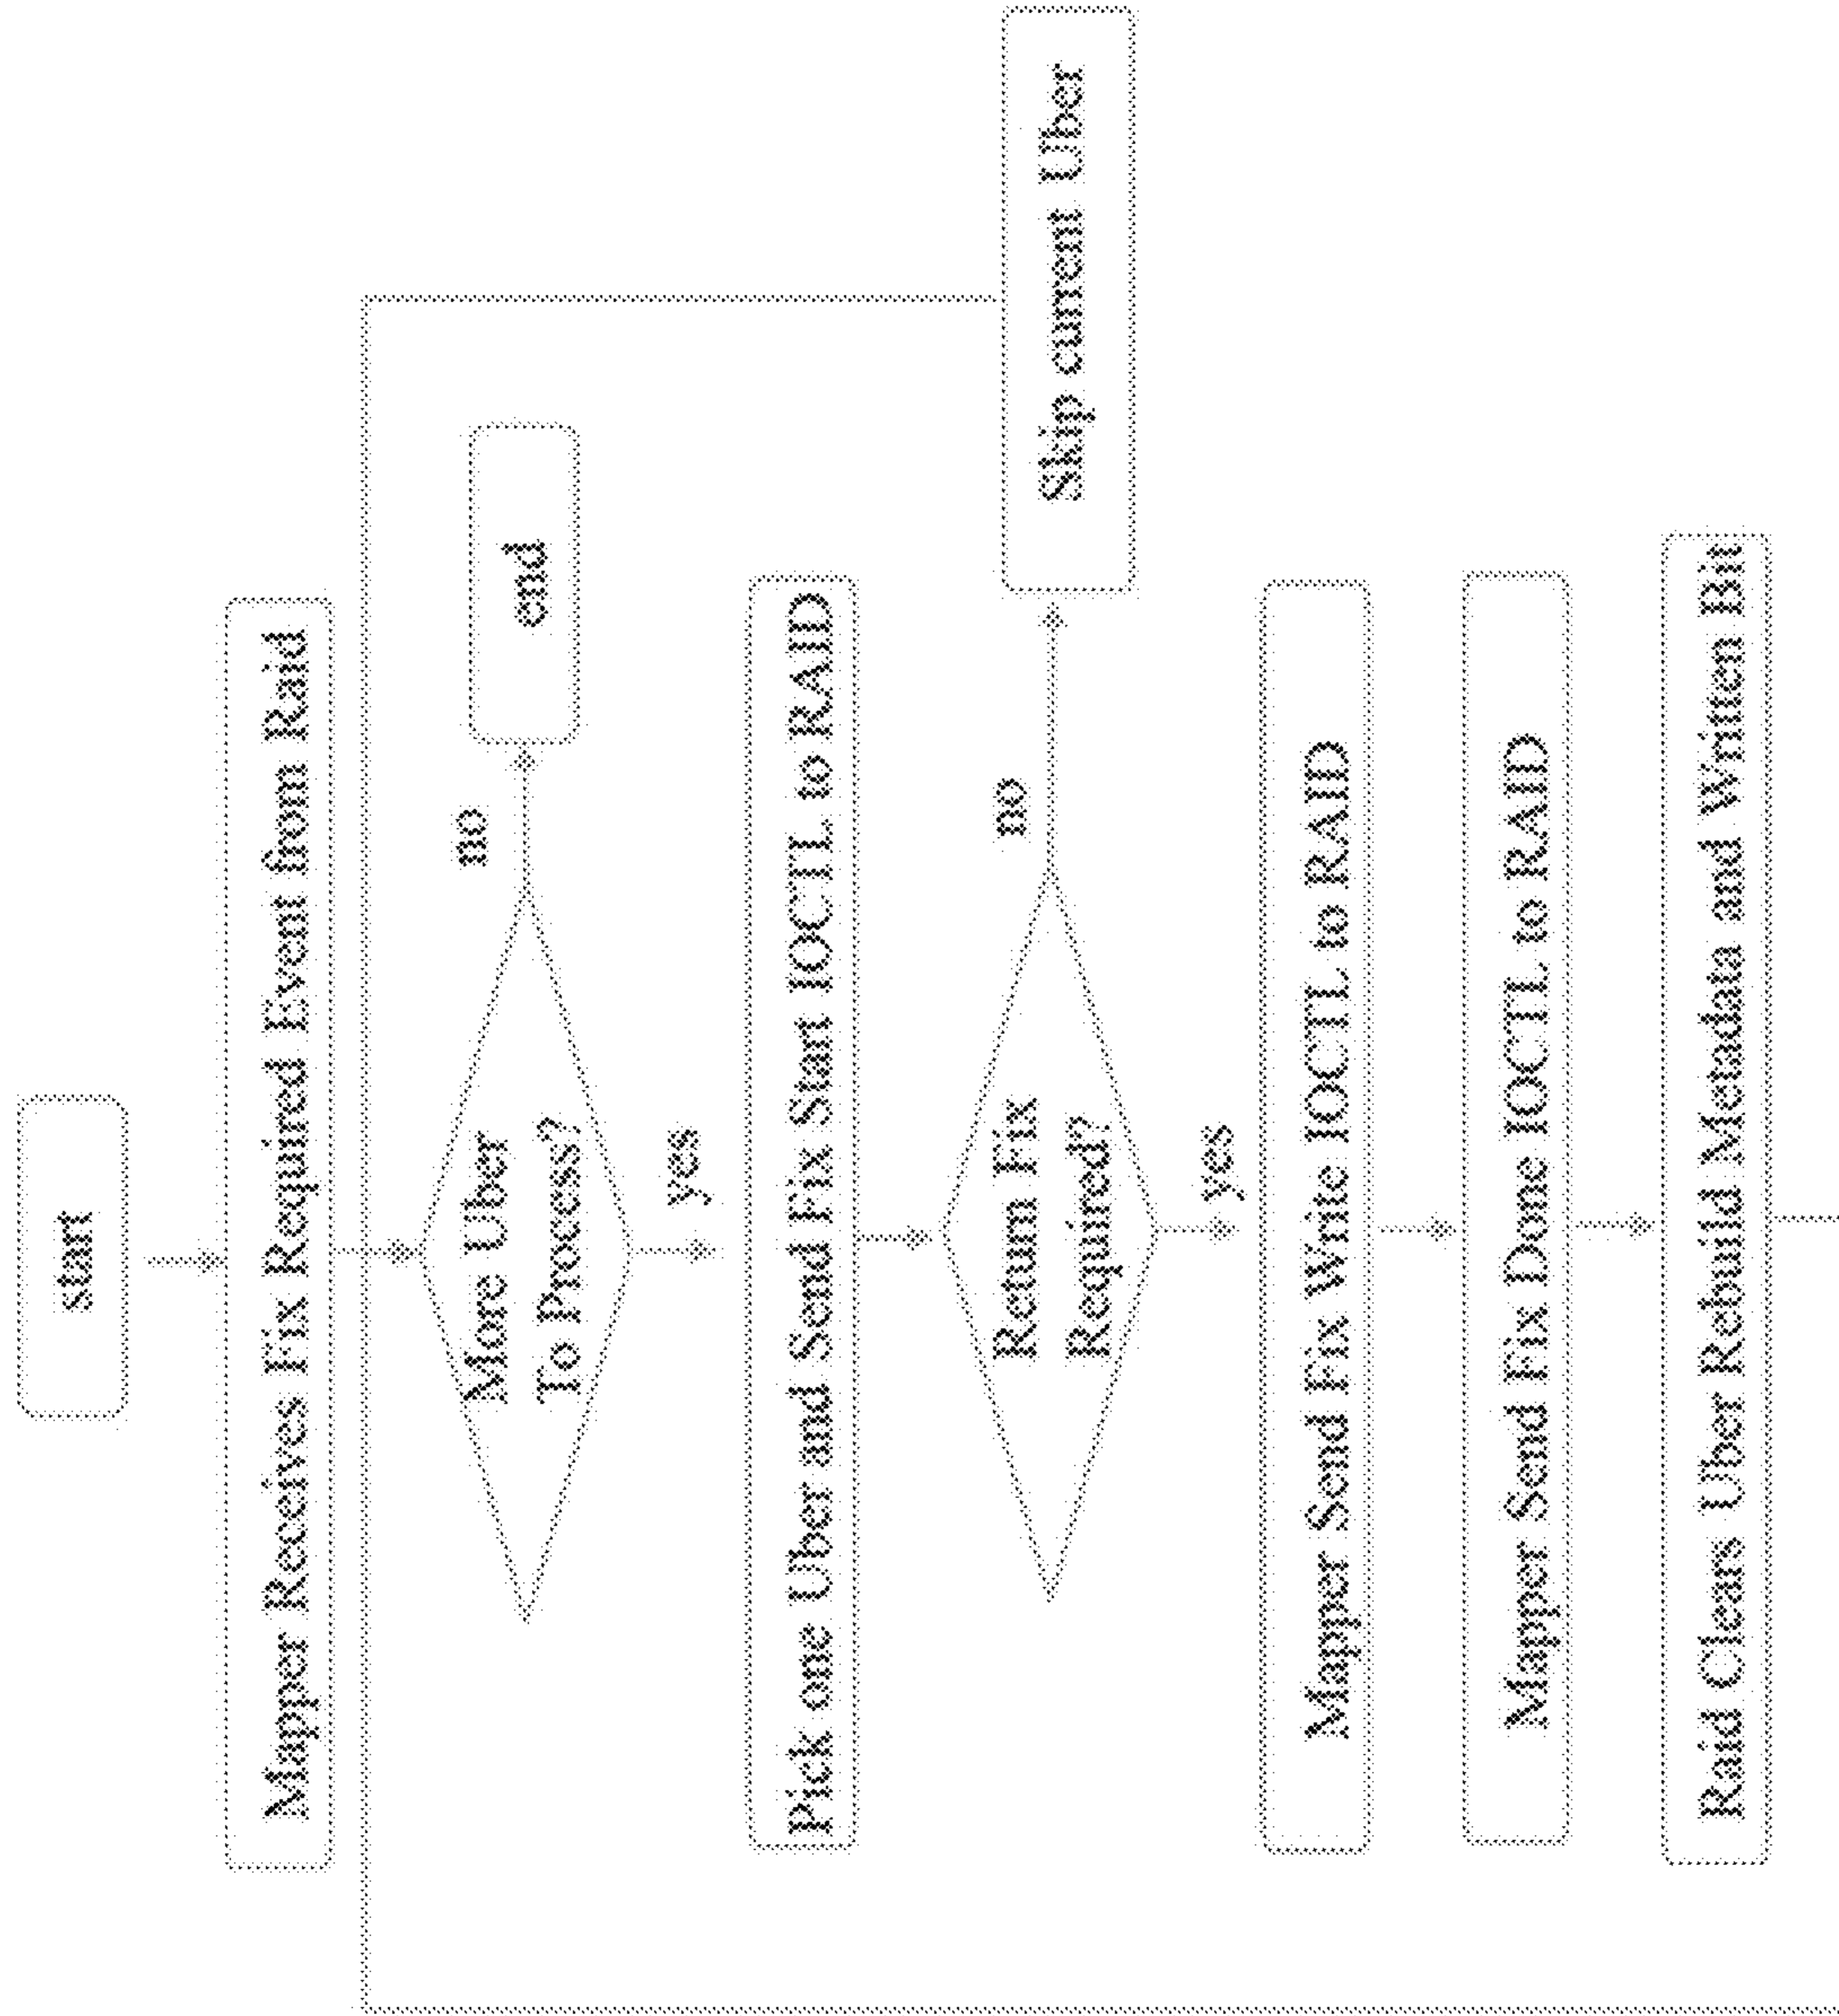 start
Mapper Receives Fix Required Event from Raid
More Uber
To Process?
no
end
yes
Pick one Uber and Send Fix Start IOCTL to RAID
Return Fix
Required?
no
Skip current Uber
yes
Mapper Send Fix Write IOCTL to RAID
Mapper Send Fix Done IOCTL to RAID
Raid Clears Uber Rebuild Metadata and Written Bit